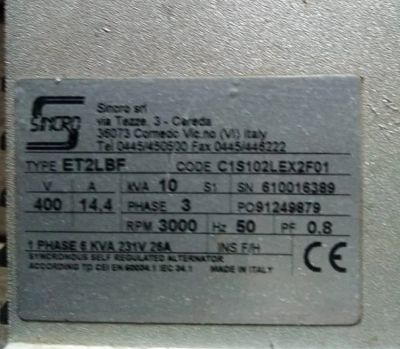 SINCRO
Sincro srl
via Tezze, 3 - Cereda
36073 Cornedo Vic.no (VI) Italy
Tel 0445/450500 Fax 0445/446222
TYPE ET2LBF CODE C1S102LEX2F01
V A KVA 10 S1 SN 610016389
400 14,4 PHASE 3 PO91249879
RPM 3000 Hz 50 PF 0.8
1 PHASE 6 KVA 231V 26A INS F/H
SYNCRONOUS SELF REGULATED ALTERNATOR
ACCORDING TO CEI EN 60034.1 IEC 34.1 MADE IN ITALY
CE